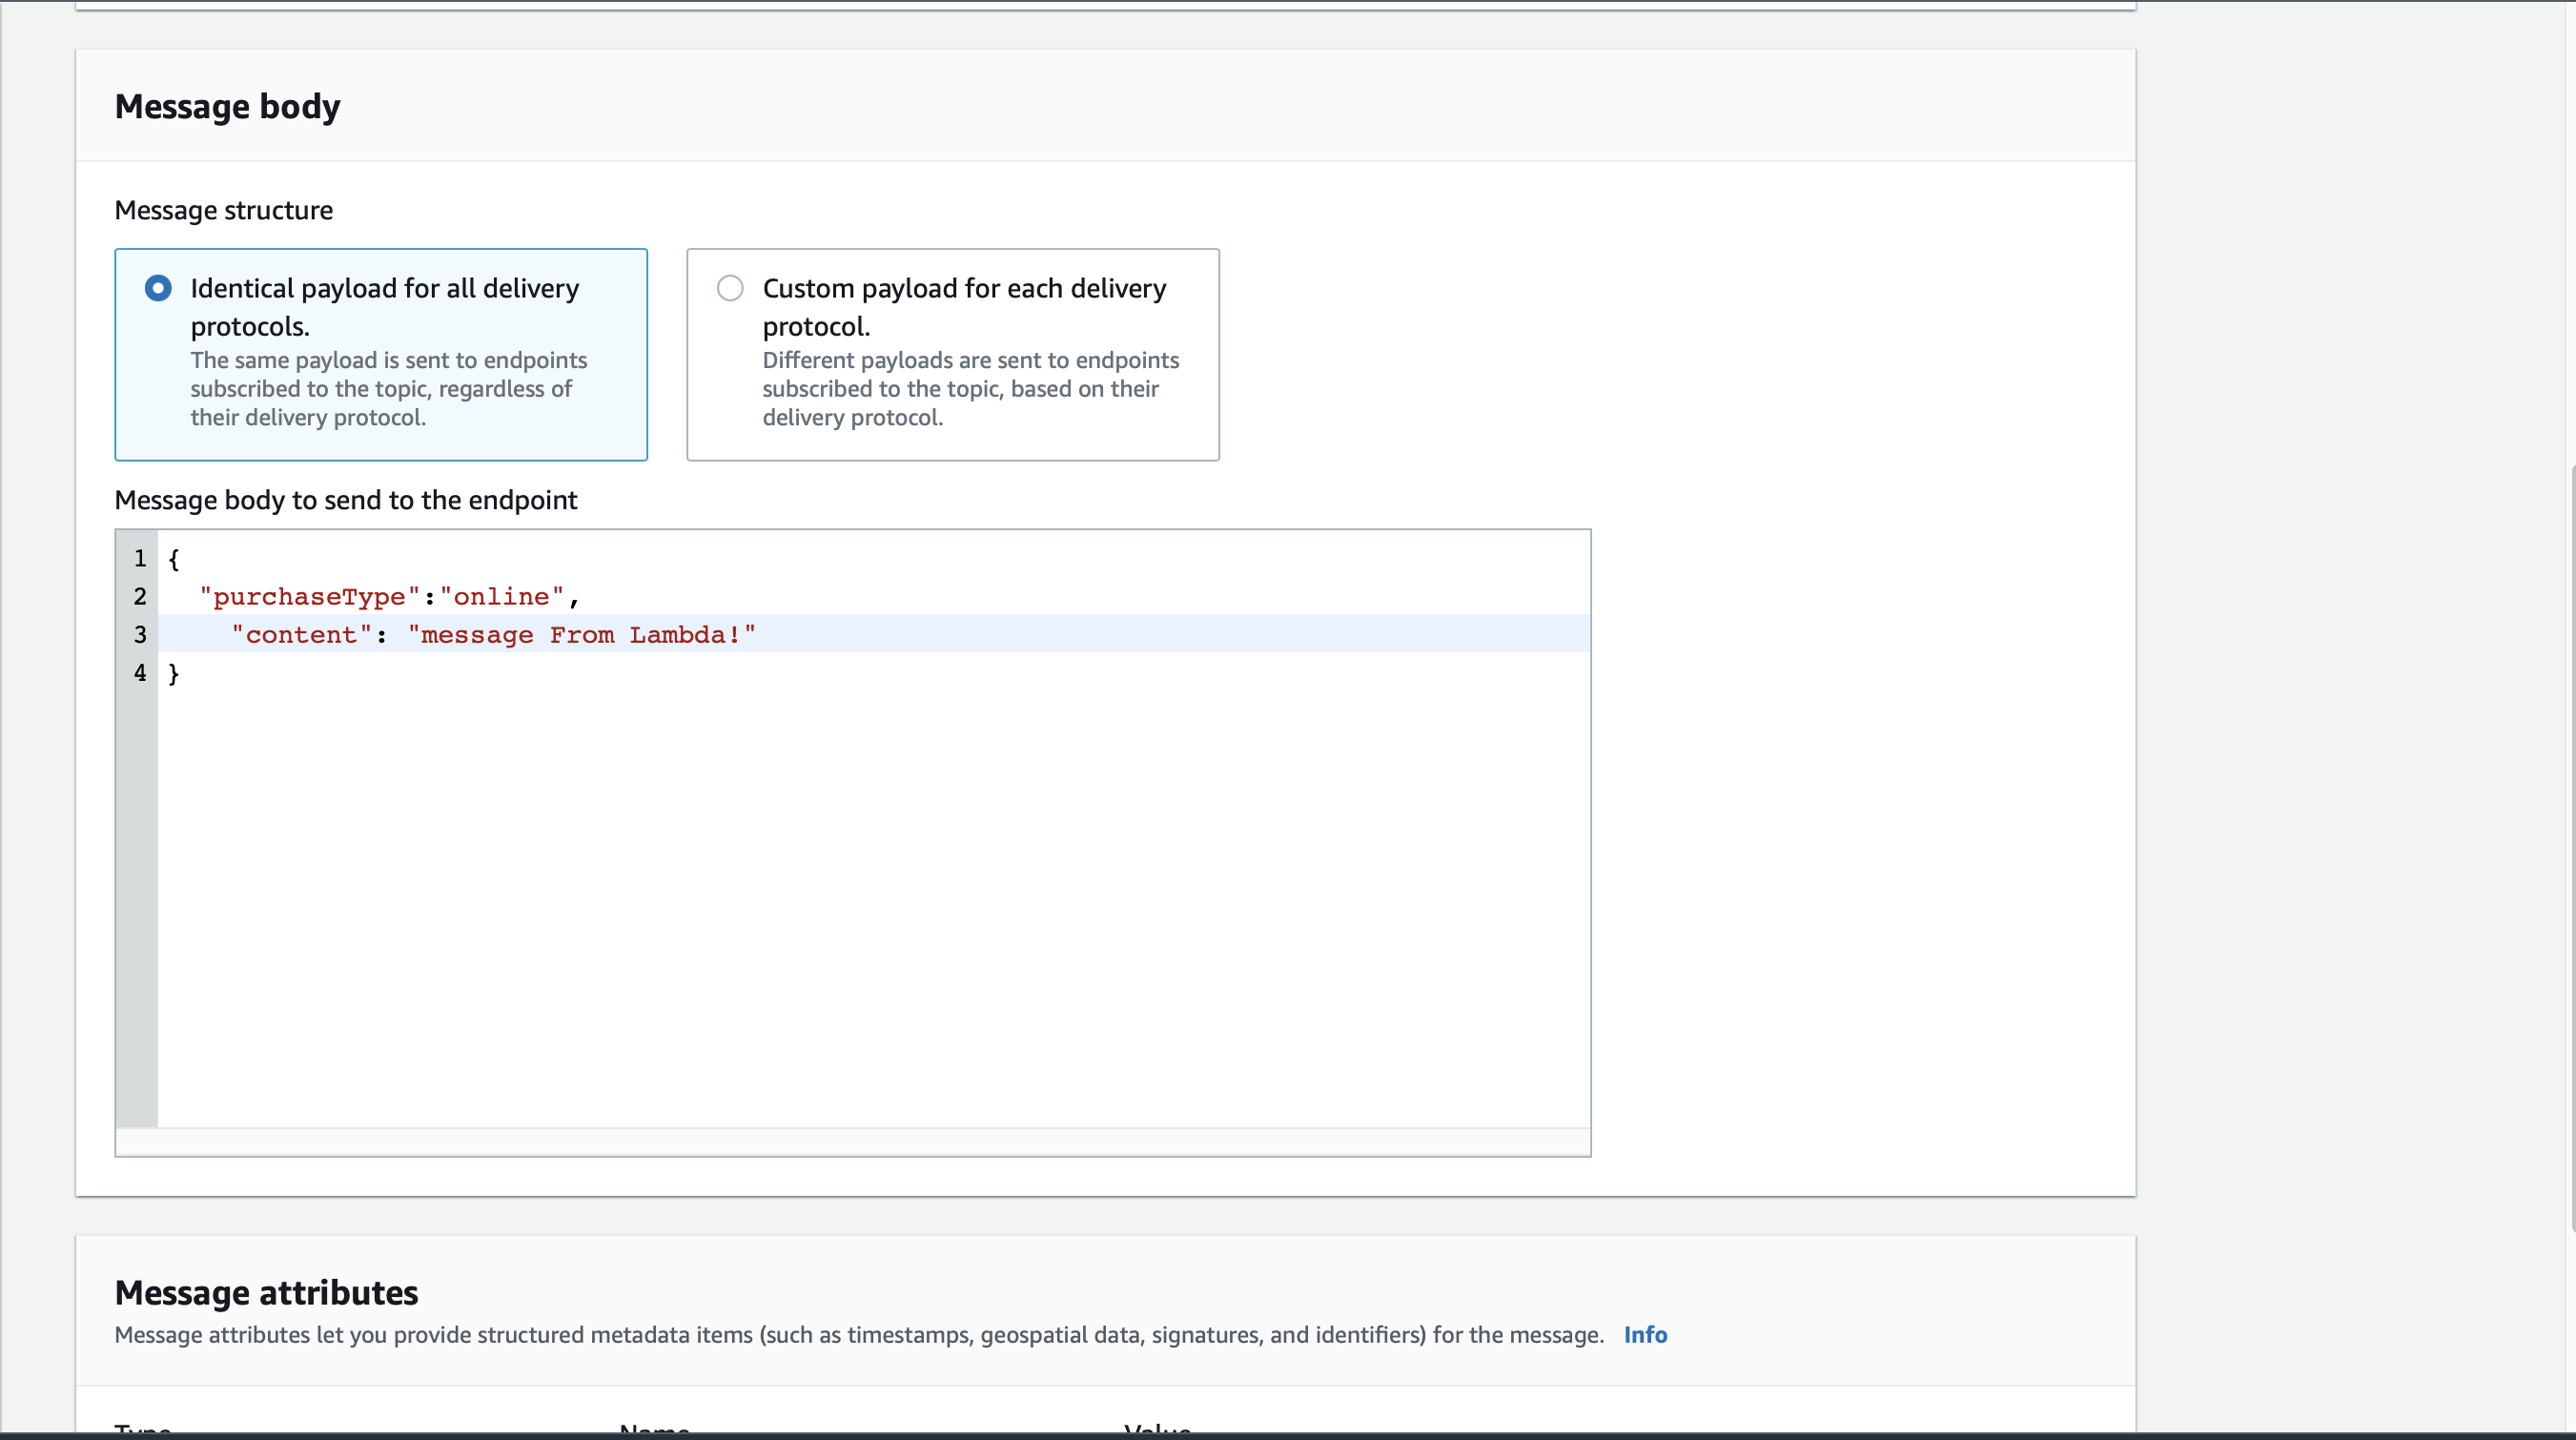 Message body
Message structure
Identical payload for all delivery
protocols.
The same payload is sent to endpoints
subscribed to the topic, regardless of
their delivery protocol.
Custom payload for each delivery
protocol.
Different payloads are sent to endpoints
subscribed to the topic, based on their
delivery protocol.
Message body to send to the endpoint
1 {
2 "purchaseType":"online",
3 "content": "message From Lambda!"
4 }
Message attributes
Message attributes let you provide structured metadata items (such as timestamps, geospatial data, signatures, and identifiers) for the message. Info
Type Name Value